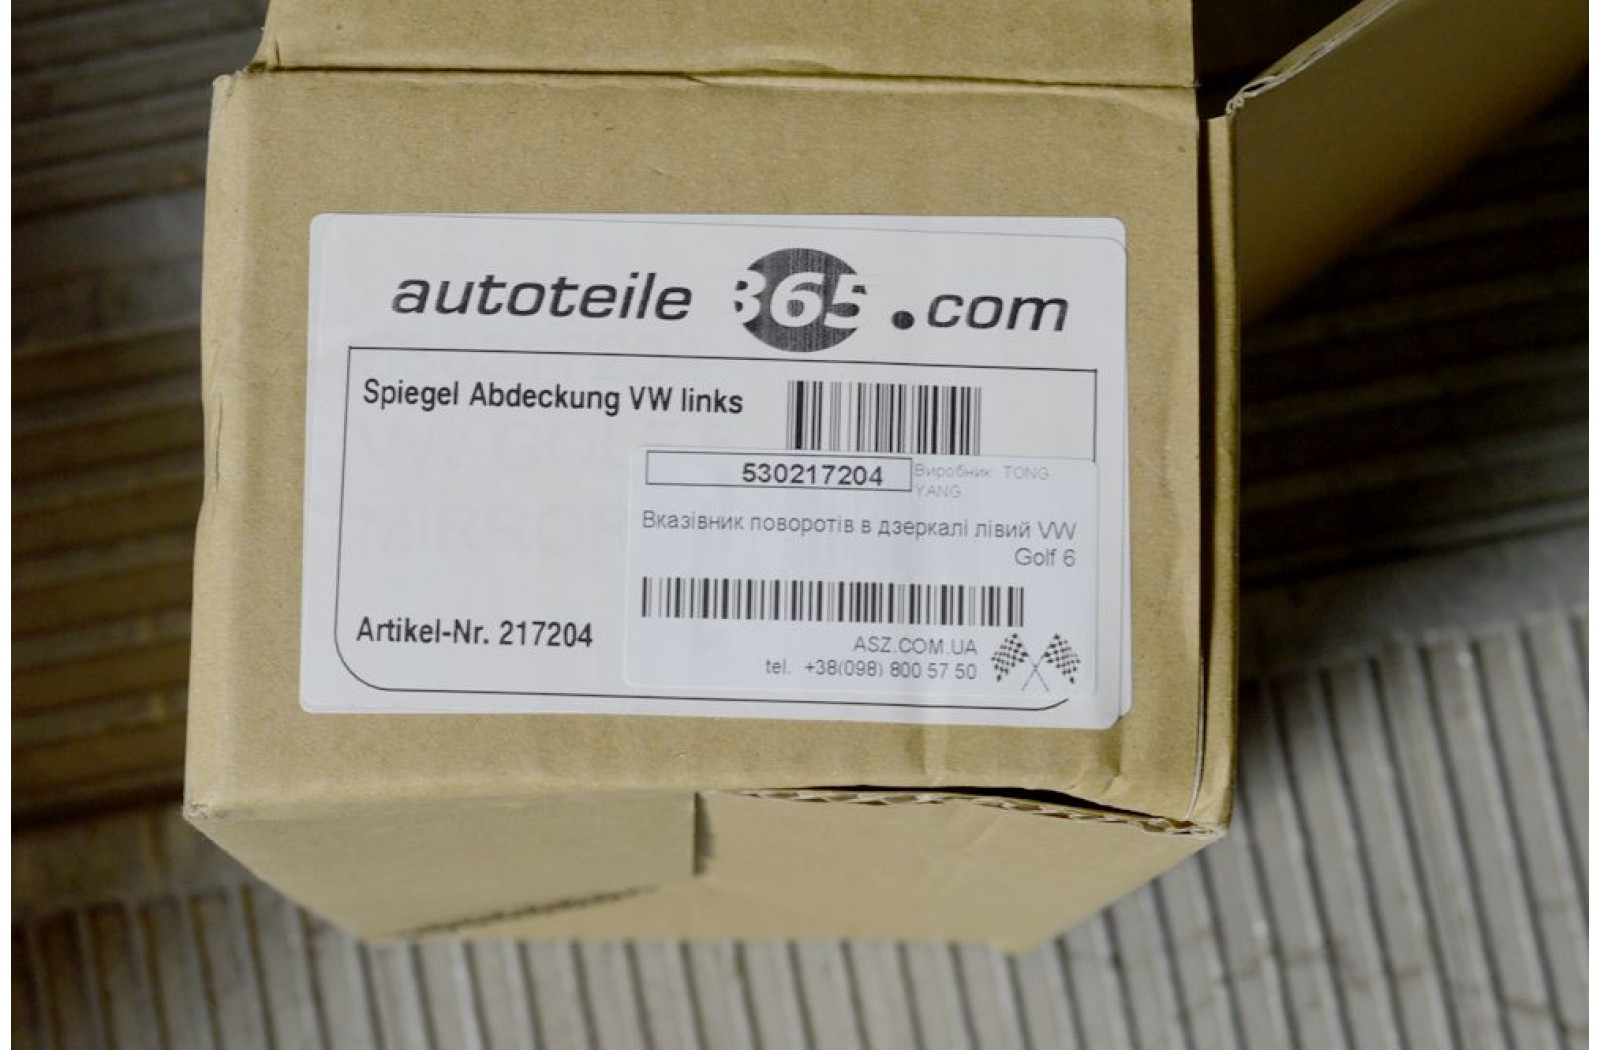 autoteile 365.com
Spiegel Abdeckung VW links
530217204
Виробник: TONG
YANG
Вказівник поворотів в дзеркалі лівий VW
Golf 6
Artikel-Nr. 217204
ASZ.COM.UA
tel. +38(098) 800 57 50